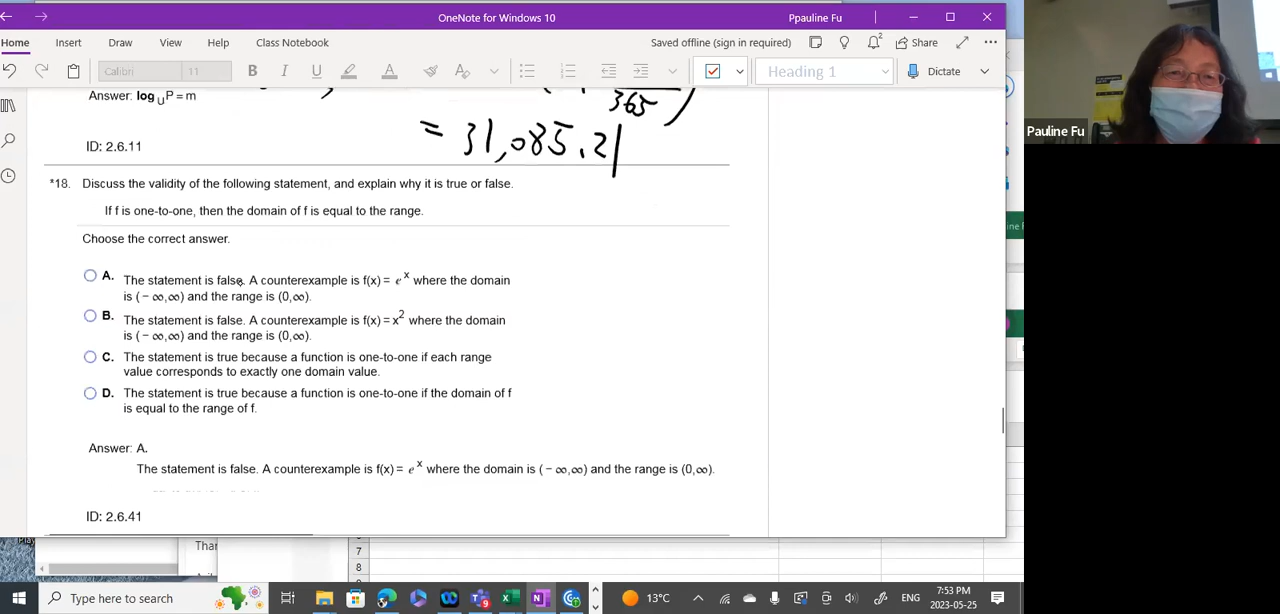 OneNote for Windows 10
Ppauline Fu
Home Insert Draw View Help Class Notebook
Saved offline (sign in required)
Share
Calibri 11
Heading 1
Dictate
Answer: log U P = m
365
= 31,085.21
ID: 2.6.11
*18. Discuss the validity of the following statement, and explain why it is true or false.
If f is one-to-one, then the domain of f is equal to the range.
Choose the correct answer.
A. The statement is false. A counterexample is f(x) = e^x where the domain
is (−∞,∞) and the range is (0,∞).
B. The statement is false. A counterexample is f(x) = x^2 where the domain
is (−∞,∞) and the range is (0,∞).
C. The statement is true because a function is one-to-one if each range
value corresponds to exactly one domain value.
D. The statement is true because a function is one-to-one if the domain of f
is equal to the range of f.
Answer: A.
The statement is false. A counterexample is f(x) = e^x where the domain is (−∞,∞) and the range is (0,∞).
ID: 2.6.41
Pauline Fu
Thar
7
8
Type here to search
13°C
ENG
7:53 PM
2023-05-25